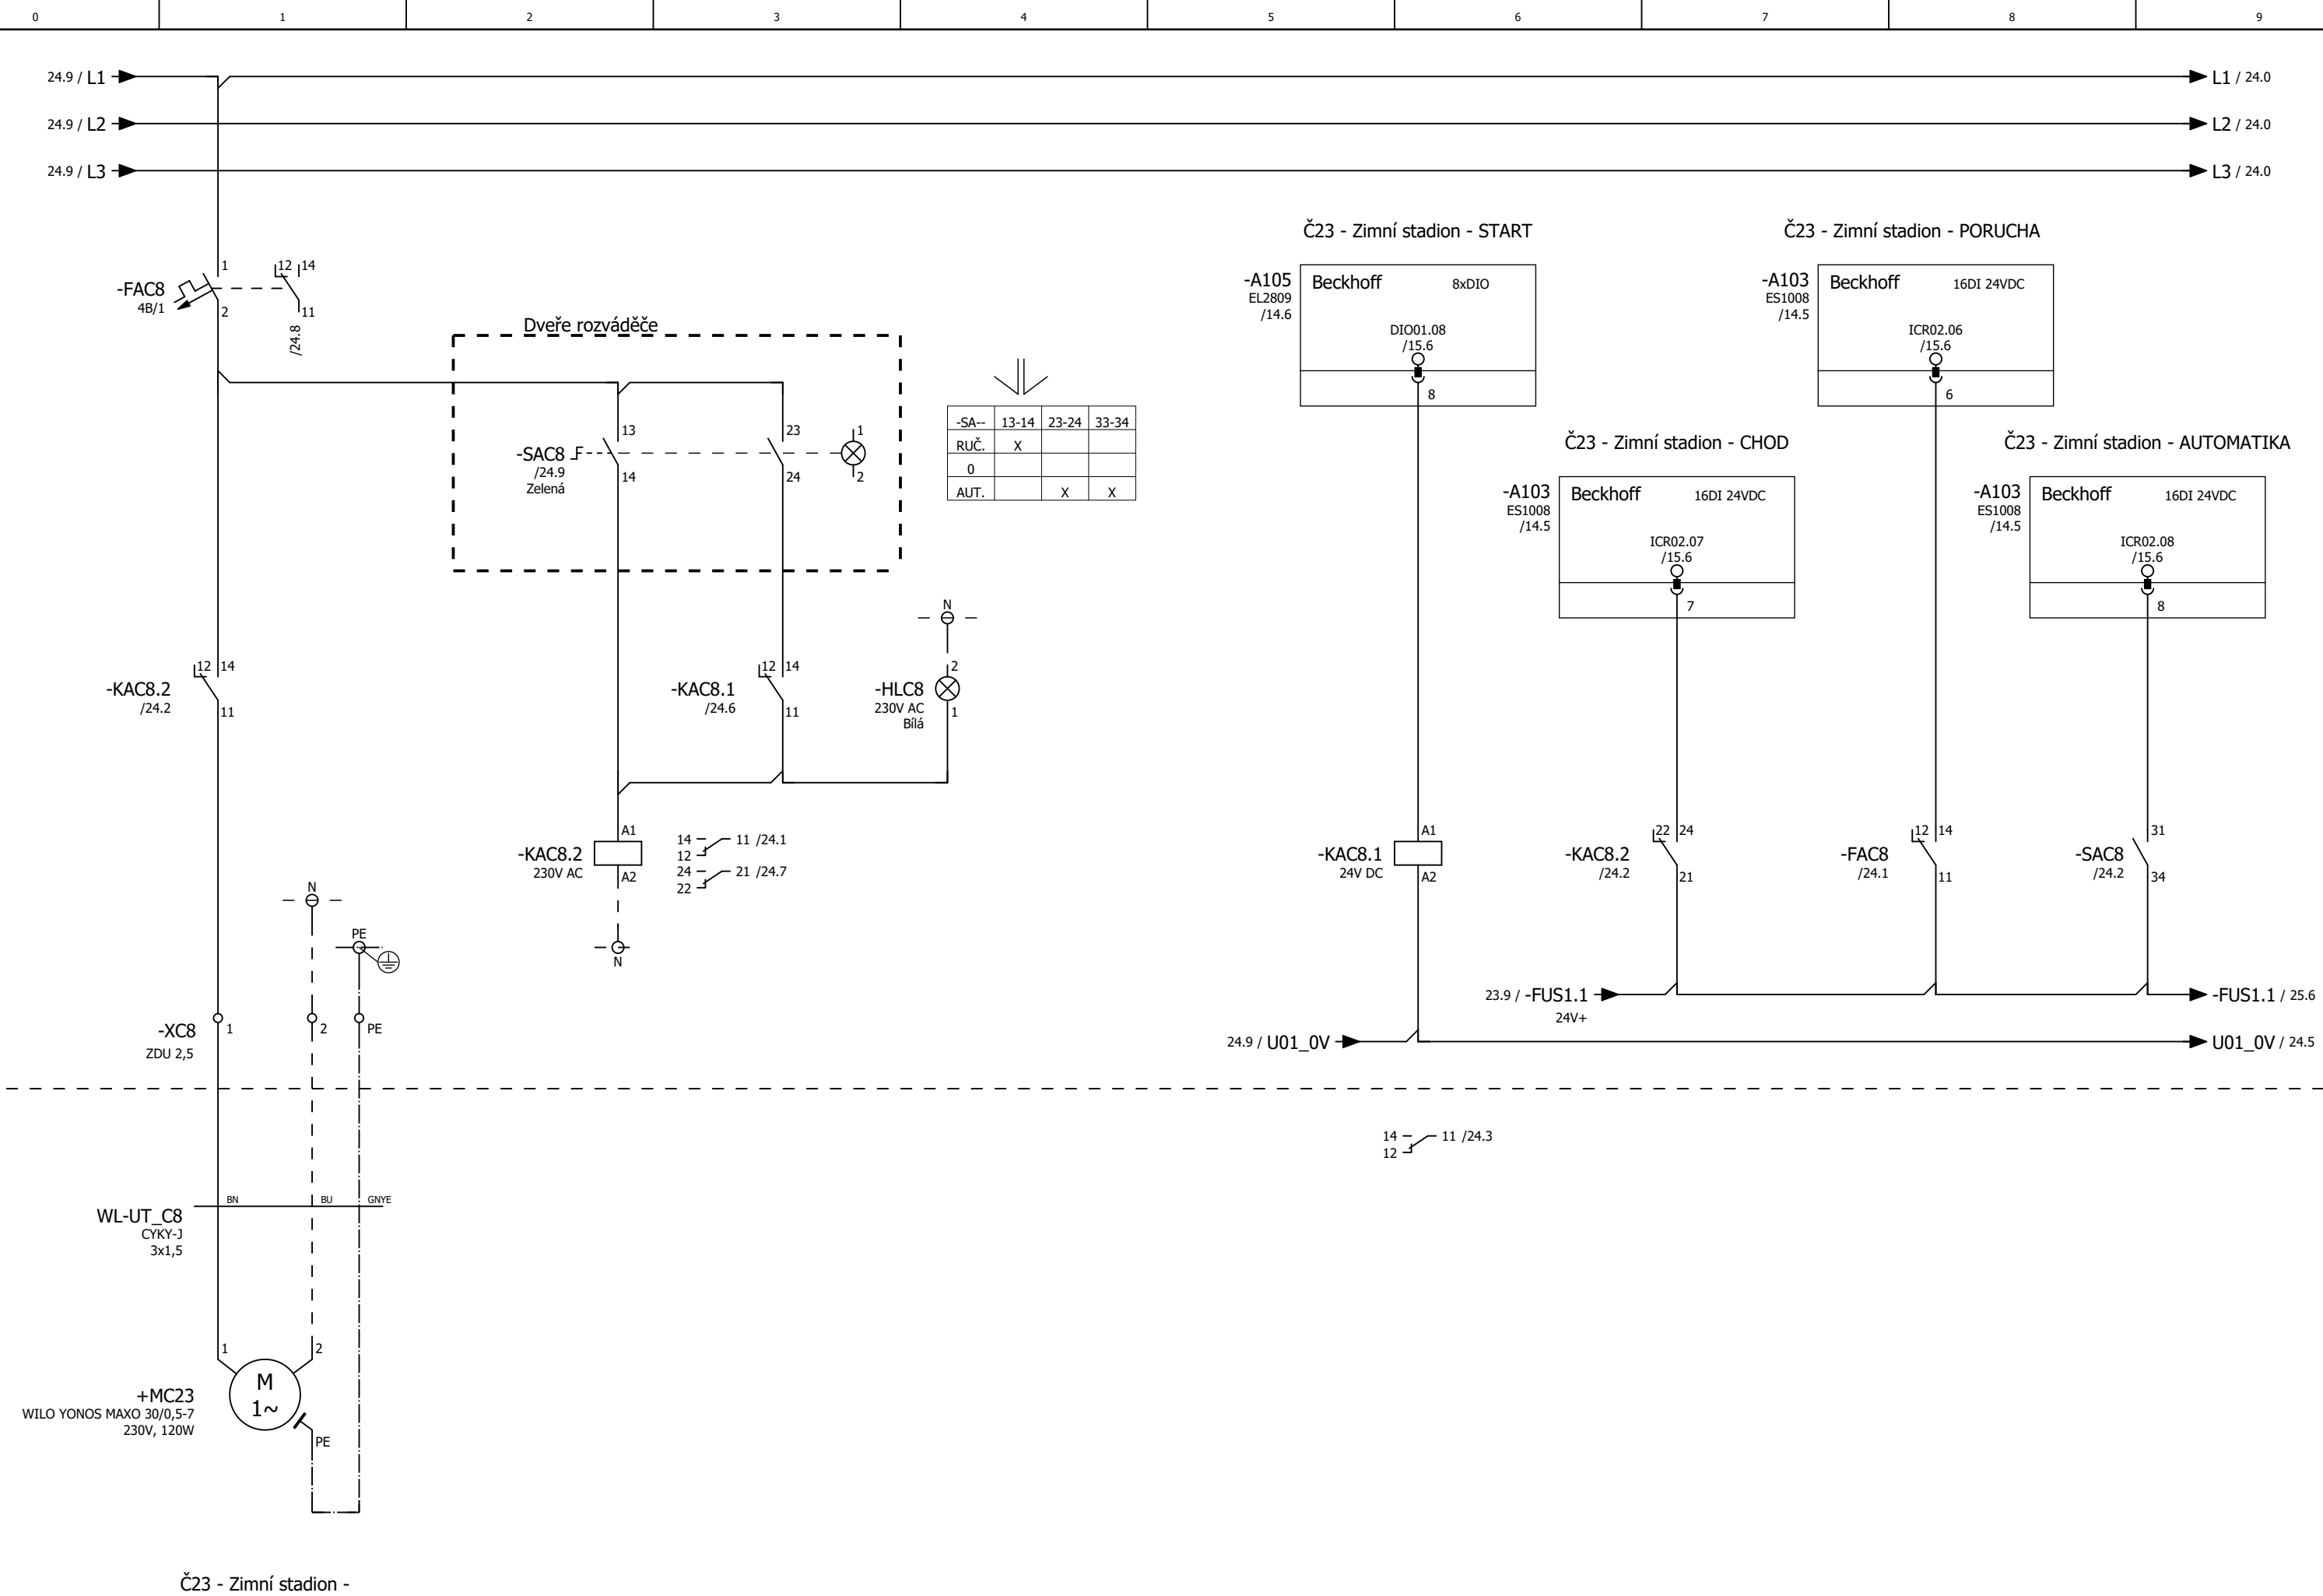 0 1 2 3 4 5 6 7 8 9
24.9 / L1 L1 / 24.0
24.9 / L2 L2 / 24.0
24.9 / L3 L3 / 24.0
Č23 - Zimní stadion - START
Č23 - Zimní stadion - PORUCHA
-FAC8
4B/1
1
2
12 14
11
/24.8
-A105
EL2809
/14.6
Beckhoff 8xDIO
DIO01.08
/15.6
8
-A103
ES1008
/14.5
Beckhoff 16DI 24VDC
ICR02.06
/15.6
6
Dveře rozváděče
-SAC8
/24.9
Zelená
13
14
23
24
1
2
-SA-- 13-14 23-24 33-34
RUČ. X
0
AUT. X X
Č23 - Zimní stadion - CHOD
Č23 - Zimní stadion - AUTOMATIKA
-A103
ES1008
/14.5
Beckhoff 16DI 24VDC
ICR02.07
/15.6
7
-A103
ES1008
/14.5
Beckhoff 16DI 24VDC
ICR02.08
/15.6
8
-KAC8.2
/24.2
12 14
11
-KAC8.1
/24.6
12 14
11
N
-HLC8
230V AC
Bílá
2
1
-KAC8.2
230V AC
A1
A2
N
14 11 /24.1
12
24 21 /24.7
22
-KAC8.1
24V DC
A1
A2
-KAC8.2
/24.2
22 24
21
-FAC8
/24.1
12 14
11
-SAC8
/24.2
31
34
N
PE
23.9 / -FUS1.1 -FUS1.1 / 25.6
24V+
24.9 / U01_0V U01_0V / 24.5
-XC8
ZDU 2,5
1 2 PE
14 11 /24.3
12
WL-UT_C8
CYKY-J
3x1,5
BN BU GNYE
1 2
M
1~
+MC23
WILO YONOS MAXO 30/0,5-7
230V, 120W
PE
Č23 - Zimní stadion -